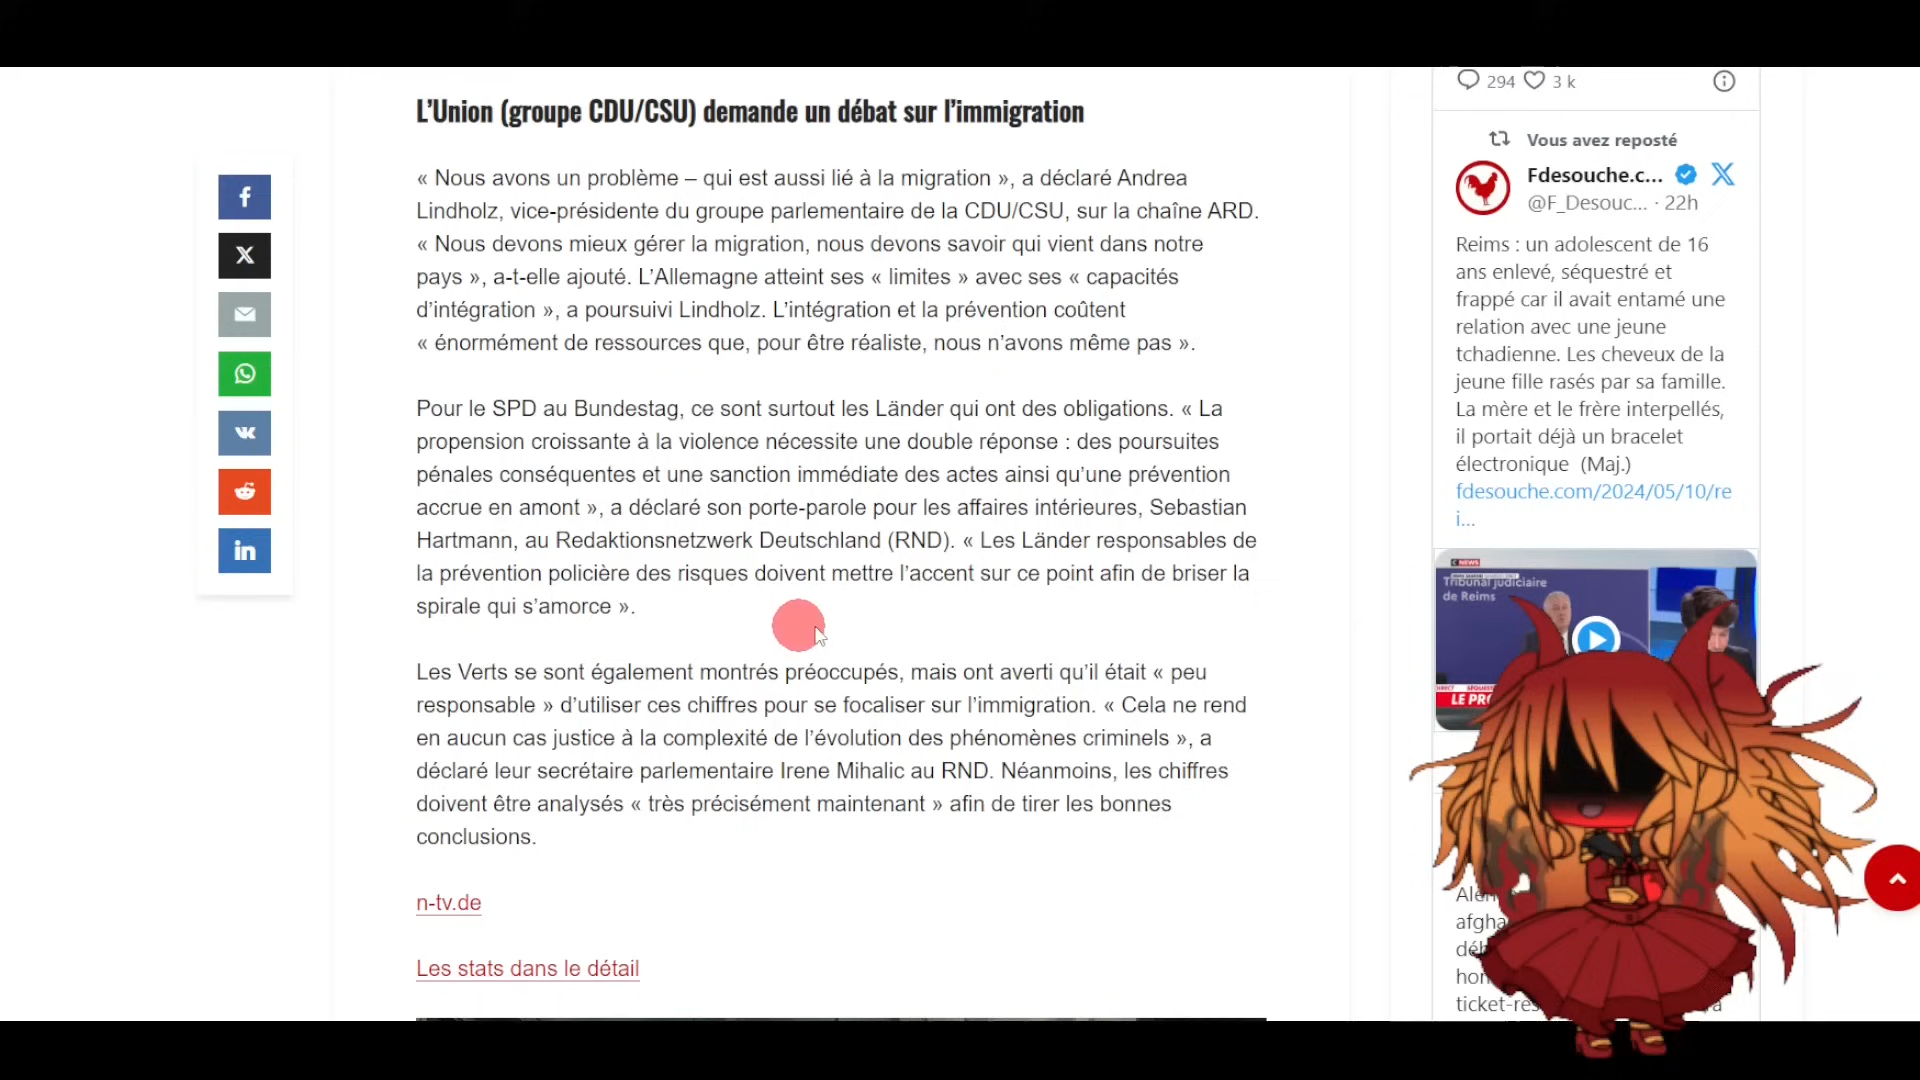 L’Union (groupe CDU/CSU) demande un débat sur l’immigration
« Nous avons un problème – qui est aussi lié à la migration », a déclaré Andrea
Lindholz, vice-présidente du groupe parlementaire de la CDU/CSU, sur la chaîne ARD.
« Nous devons mieux gérer la migration, nous devons savoir qui vient dans notre
pays », a-t-elle ajouté. L’Allemagne atteint ses « limites » avec ses « capacités
d’intégration », a poursuivi Lindholz. L’intégration et la prévention coûtent
« énormément de ressources que, pour être réaliste, nous n’avons même pas ».
Pour le SPD au Bundestag, ce sont surtout les Länder qui ont des obligations. « La
propension croissante à la violence nécessite une double réponse : des poursuites
pénales conséquentes et une sanction immédiate des actes ainsi qu’une prévention
accrue en amont », a déclaré son porte-parole pour les affaires intérieures, Sebastian
Hartmann, au Redaktionsnetzwerk Deutschland (RND). « Les Länder responsables de
la prévention policière des risques doivent mettre l’accent sur ce point afin de briser la
spirale qui s’amorce ».
Les Verts se sont également montrés préoccupés, mais ont averti qu’il était « peu
responsable » d’utiliser ces chiffres pour se focaliser sur l’immigration. « Cela ne rend
en aucun cas justice à la complexité de l’évolution des phénomènes criminels », a
déclaré leur secrétaire parlementaire Irene Mihalic au RND. Néanmoins, les chiffres
doivent être analysés « très précisément maintenant » afin de tirer les bonnes
conclusions.
n-tv.de
Les stats dans le détail
294 3 k
Vous avez reposté
Fdesouche.c...
@F_Desouc... · 22h
Reims : un adolescent de 16
ans enlevé, séquestré et
frappé car il avait entamé une
relation avec une jeune
tchadienne. Les cheveux de la
jeune fille rasés par sa famille.
La mère et le frère interpellés,
il portait déjà un bracelet
électronique (Maj.)
fdesouche.com/2024/05/10/re
i...
CNEWS
Tribunal judiciaire
de Reims
LE
afgha
ticket-res